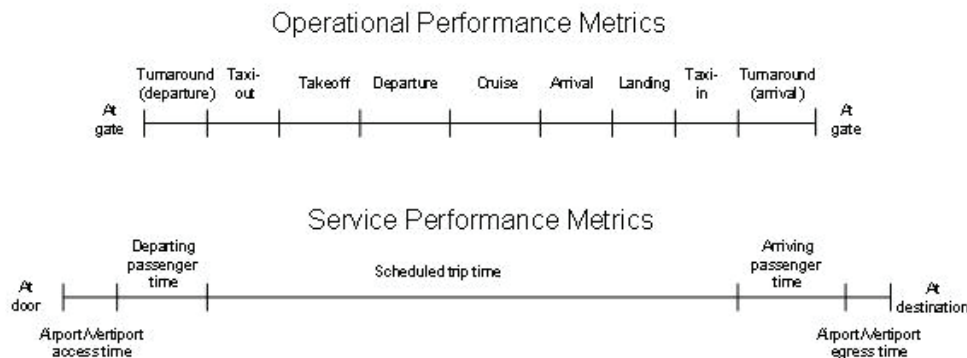 Operational Performance Metrics
Turnaround
(departure)
Taxi-
out
Takeoff
Departure
Cruise
Arrival
Landing
Taxi-
in
Turnaround
(arrival)
At
gate
At
gate
Service Performance Metrics
Departing
passenger
time
Scheduled trip time
Arriving
passenger
time
At
door
At
destination
Airport/Vertiport
access time
Airport/Vertiport
egress time